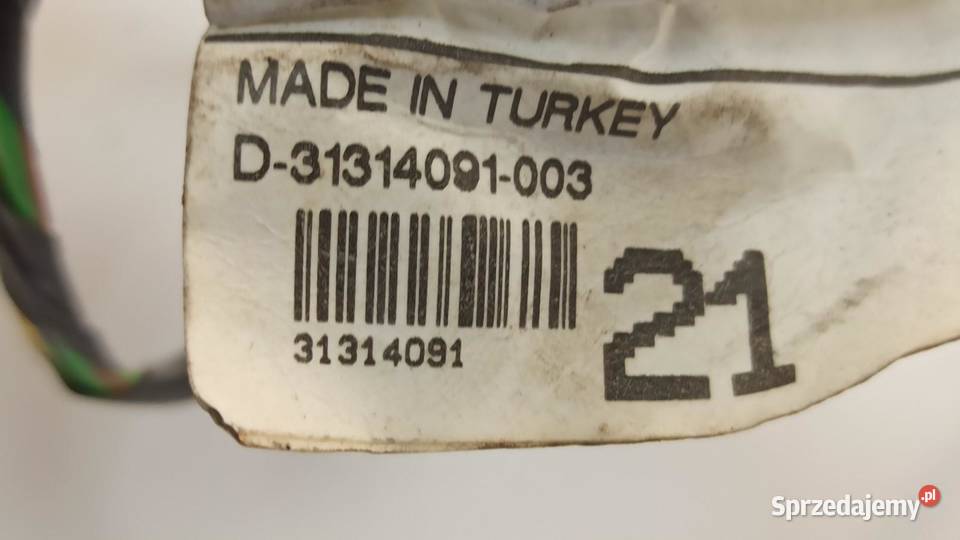 MADE IN TURKEY
D-31314091-003
31314091
21
Sprzedajemy.pl